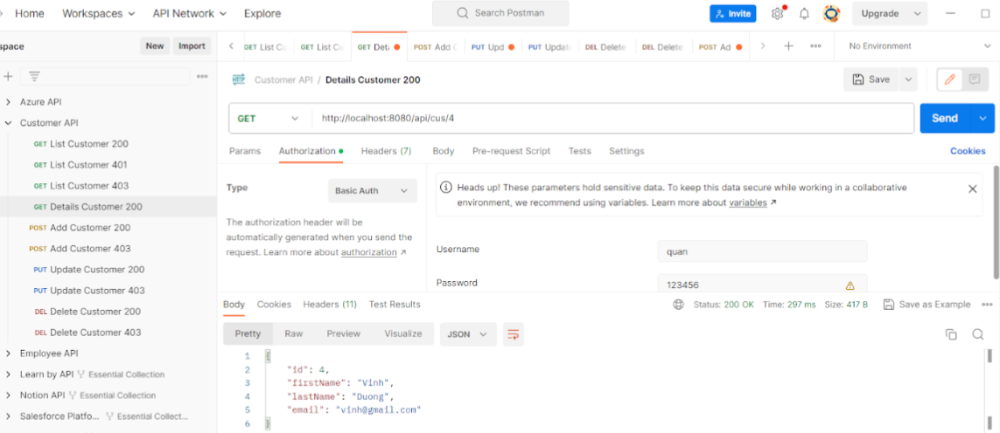 Home Workspaces API Network Explore Search Postman Invite Upgrade
space New Import GET List Cu GET List Cu GET Deta POST Add C PUT Upd PUT Update DEL Delete DEL Delete POST Ad No Environment
HTTP Customer API / Details Customer 200 Save
Azure API
Customer API
GET List Customer 200
GET List Customer 401
GET List Customer 403
GET Details Customer 200
POST Add Customer 200
POST Add Customer 403
PUT Update Customer 200
PUT Update Customer 403
DEL Delete Customer 200
DEL Delete Customer 403
Employee API
Learn by API Essential Collection
Notion API Essential Collection
Salesforce Platfo... Essential Collect...
GET http://localhost:8080/api/cus/4 Send
Params Authorization Headers (7) Body Pre-request Script Tests Settings Cookies
Type Basic Auth
The authorization header will be
automatically generated when you send the
request. Learn more about authorization ↗
Heads up! These parameters hold sensitive data. To keep this data secure while working in a collaborative
environment, we recommend using variables. Learn more about variables ↗
Username quan
Password 123456
Body Cookies Headers (11) Test Results Status: 200 OK Time: 297 ms Size: 417 B Save as Example
Pretty Raw Preview Visualize JSON
1 {
2 "id": 4,
3 "firstName": "Vinh",
4 "lastName": "Duong",
5 "email": "vinh@gmail.com"
6 }